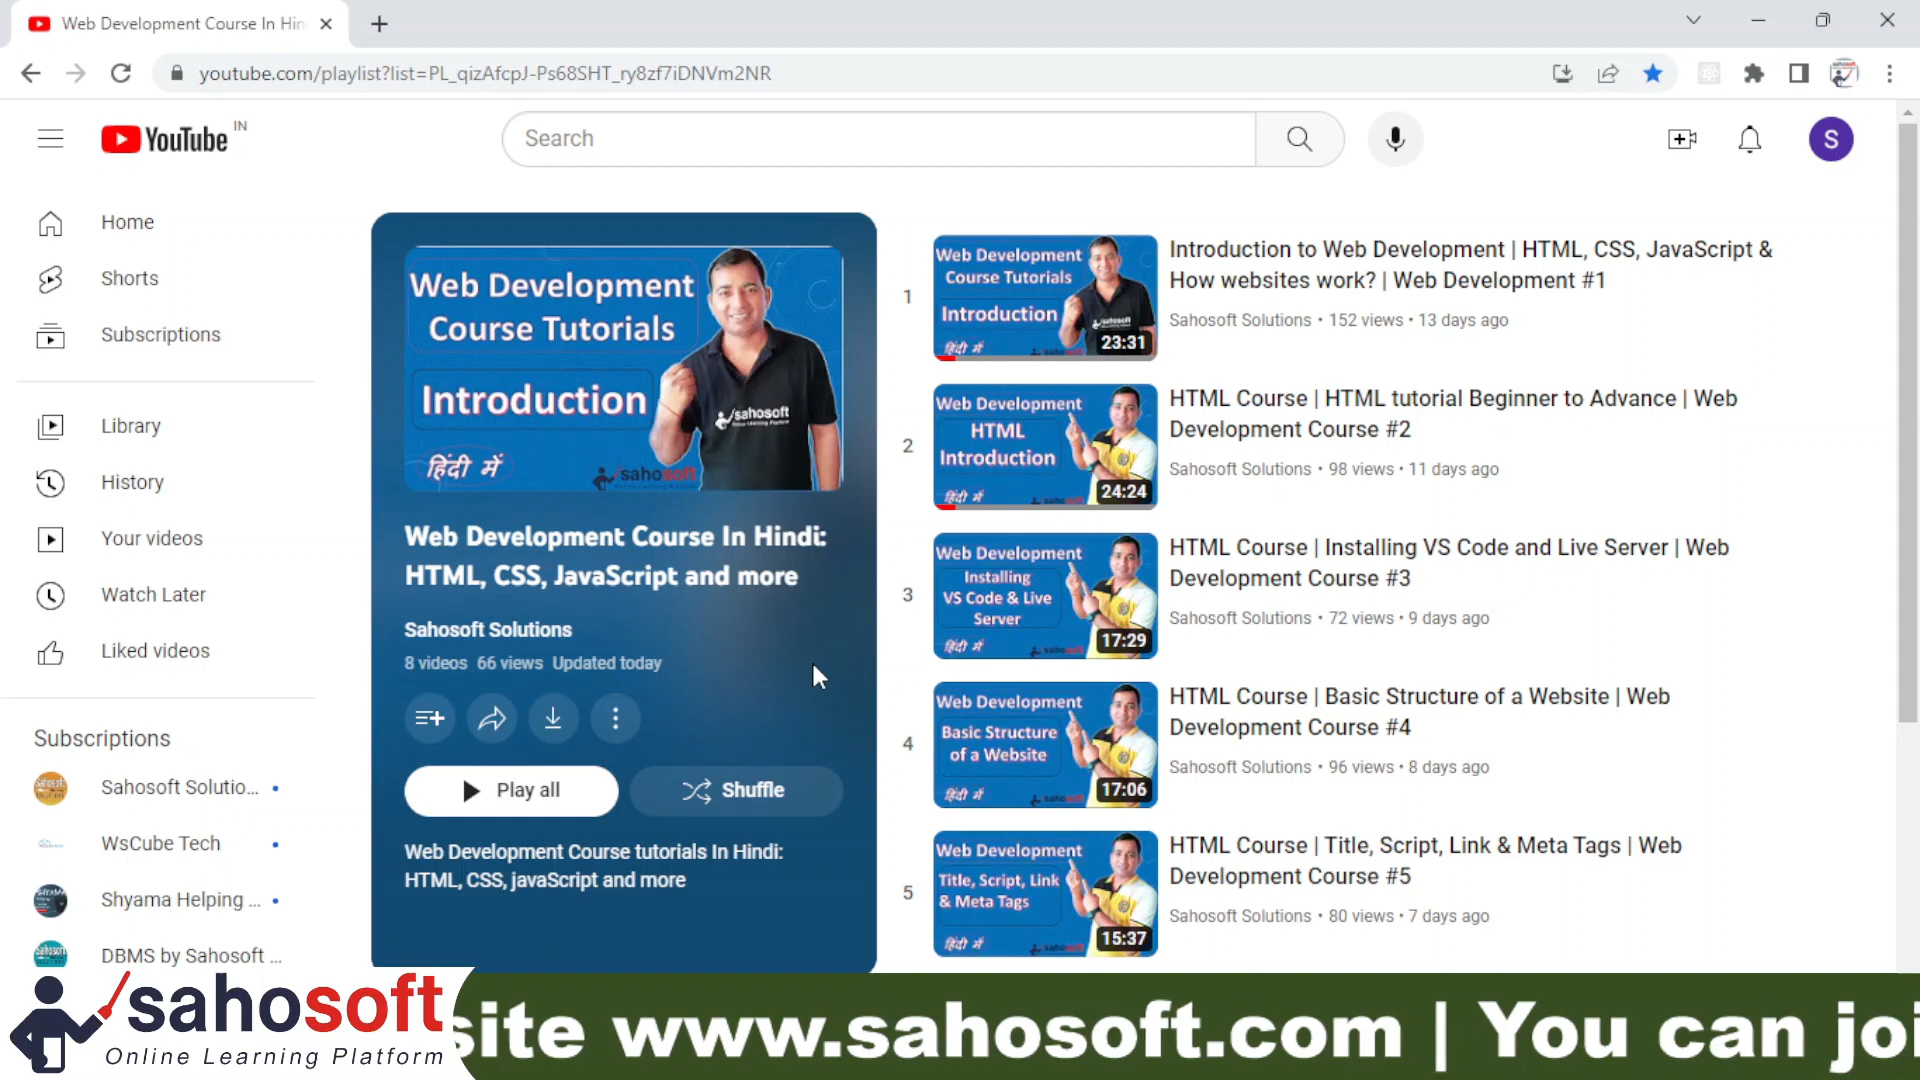 Web Development Course In Hin
youtube.com/playlist?list=PL_qizAfcpJ-Ps68SHT_ry8zf7iDNVm2NR
YouTube IN
Search
S
Home
Shorts
Subscriptions
Library
History
Your videos
Watch Later
Liked videos
Subscriptions
Sahosoft Solutio...
WsCube Tech
Shyama Helping ...
DBMS by Sahosoft ...
Web Development
Course Tutorials
Introduction
हिंदी में
sahosoft
sahosoft
Web Development Course In Hindi:
HTML, CSS, JavaScript and more
Sahosoft Solutions
8 videos 66 views Updated today
Play all
Shuffle
Web Development Course tutorials In Hindi:
HTML, CSS, javaScript and more
1
Web Development
Course Tutorials
Introduction
हिंदी में
23:31
Introduction to Web Development | HTML, CSS, JavaScript &
How websites work? | Web Development #1
Sahosoft Solutions • 152 views • 13 days ago
2
Web Development
HTML
Introduction
हिंदी में
24:24
HTML Course | HTML tutorial Beginner to Advance | Web
Development Course #2
Sahosoft Solutions • 98 views • 11 days ago
3
Web Development
Installing
VS Code & Live
Server
हिंदी में
17:29
HTML Course | Installing VS Code and Live Server | Web
Development Course #3
Sahosoft Solutions • 72 views • 9 days ago
4
Web Development
Basic Structure
of a Website
हिंदी में
17:06
HTML Course | Basic Structure of a Website | Web
Development Course #4
Sahosoft Solutions • 96 views • 8 days ago
5
Web Development
Title, Script, Link
& Meta Tags
हिंदी में
15:37
HTML Course | Title, Script, Link & Meta Tags | Web
Development Course #5
Sahosoft Solutions • 80 views • 7 days ago
sahosoft
Online Learning Platform
site www.sahosoft.com | You can joi